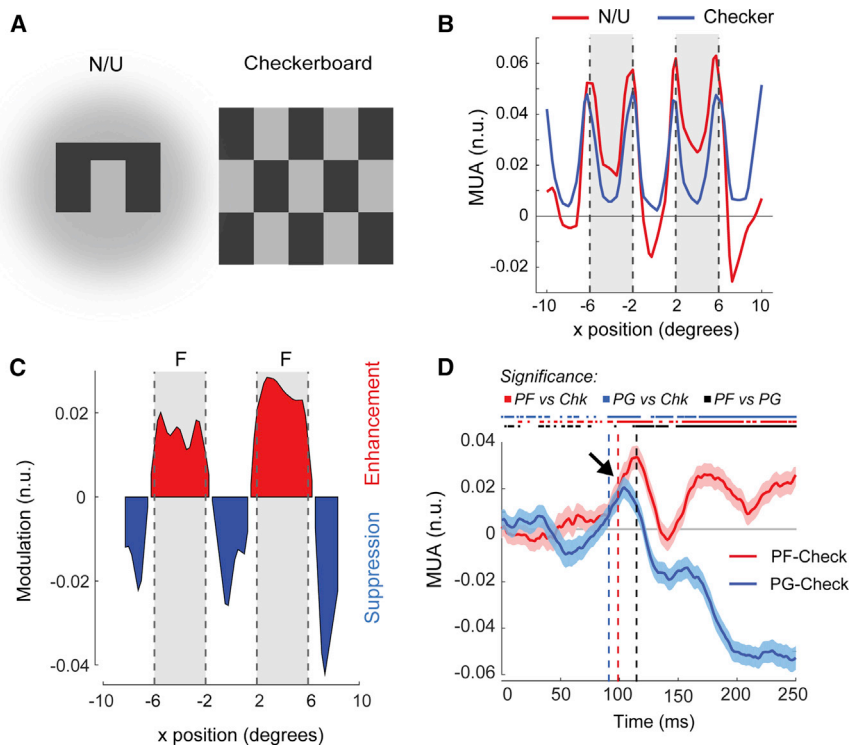 A
N/U
Checkerboard
B
N/U
Checker
MUA (n.u.)
0.06
0.04
0.02
0
-0.02
-10
-6
-2
2
6
10
x position (degrees)
C
F
F
Modulation (n.u.)
0.02
0
-0.02
-0.04
Enhancement
Suppression
-10
-6
-2
2
6
10
x position (degrees)
D
Significance:
PF vs Chk
PG vs Chk
PF vs PG
MUA (n.u.)
0.04
0.02
0
-0.02
-0.04
-0.06
PF-Check
PG-Check
0
50
100
150
200
250
Time (ms)